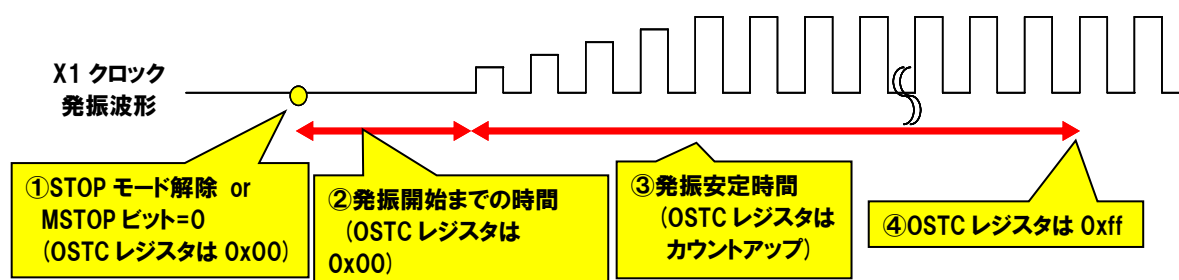 X1 クロック
発振波形
①STOP モード解除 or
MSTOP ビット=0
(OSTC レジスタは 0x00)
②発振開始までの時間
(OSTC レジスタは
0x00)
③発振安定時間
(OSTC レジスタは
カウントアップ)
④OSTC レジスタは 0xff